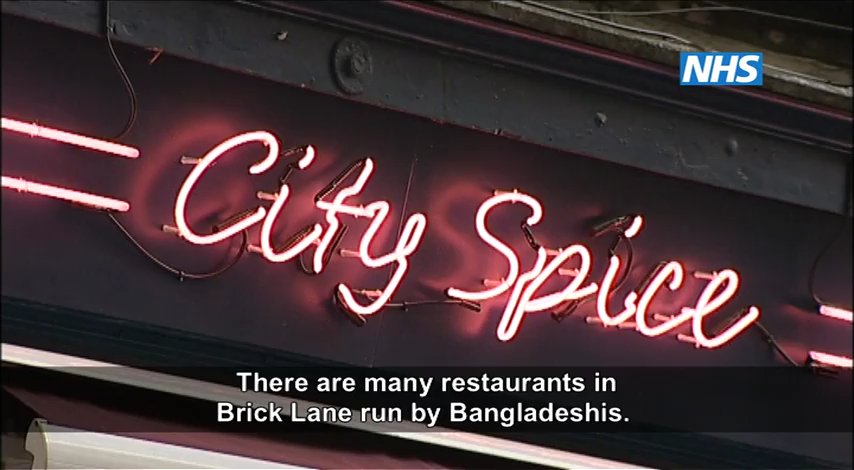 NHS
City Spice
There are many restaurants in
Brick Lane run by Bangladeshis.